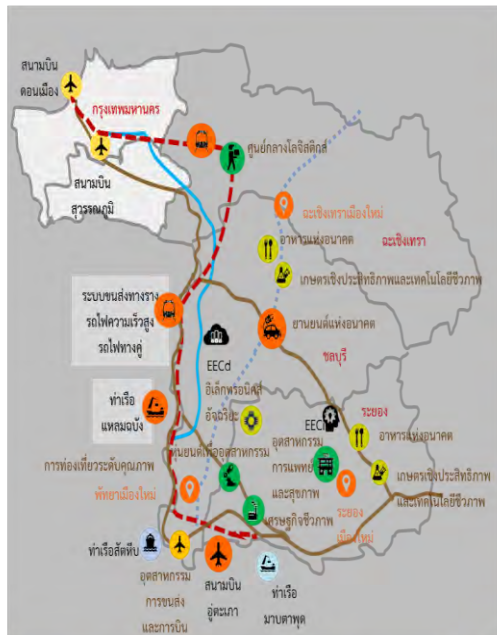 สนามบิน
ดอนเมือง
กรุงเทพมหานคร
ศูนย์กลางโลจิสติกส์
สนามบิน
สุวรรณภูมิ
ฉะเชิงเทราเมืองใหม่
อาหารแห่งอนาคต
ฉะเชิงเทรา
เกษตรเชิงประสิทธิภาพและเทคโนโลยีชีวภาพ
ระบบขนส่งทางราง
รถไฟความเร็วสูง
รถไฟทางคู่
ยานยนต์แห่งอนาคต
EECd
ชลบุรี
อิเล็กทรอนิคส์
อัจฉริยะ
ท่าเรือ
แหลมฉบัง
EECI
ระยอง
อาหารแห่งอนาคต
หุ่นยนต์เพื่ออุตสาหกรรม
อุตสาหกรรม
การแพทย์
และสุขภาพ
การท่องเที่ยวระดับคุณภาพ
พัทยาเมืองใหม่
เกษตรเชิงประสิทธิภาพ
และเทคโนโลยีชีวภาพ
เศรษฐกิจชีวภาพ
ระยอง
เมืองใหม่
ท่าเรือสัตหีบ
อุตสาหกรรม
การขนส่ง
และการบิน
สนามบิน
อู่ตะเภา
ท่าเรือ
มาบตาพุด